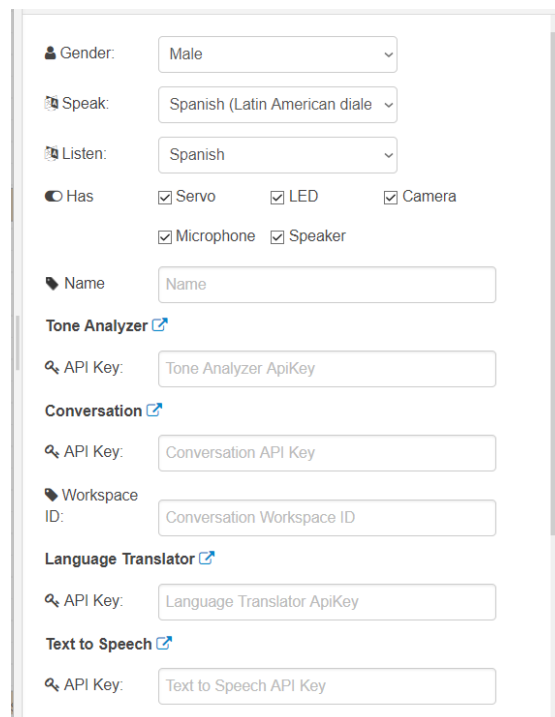 Gender: Male
Speak: Spanish (Latin American diale
Listen: Spanish
Has Servo LED Camera
Microphone Speaker
Name Name
Tone Analyzer
API Key: Tone Analyzer ApiKey
Conversation
API Key: Conversation API Key
Workspace
ID: Conversation Workspace ID
Language Translator
API Key: Language Translator ApiKey
Text to Speech
API Key: Text to Speech API Key